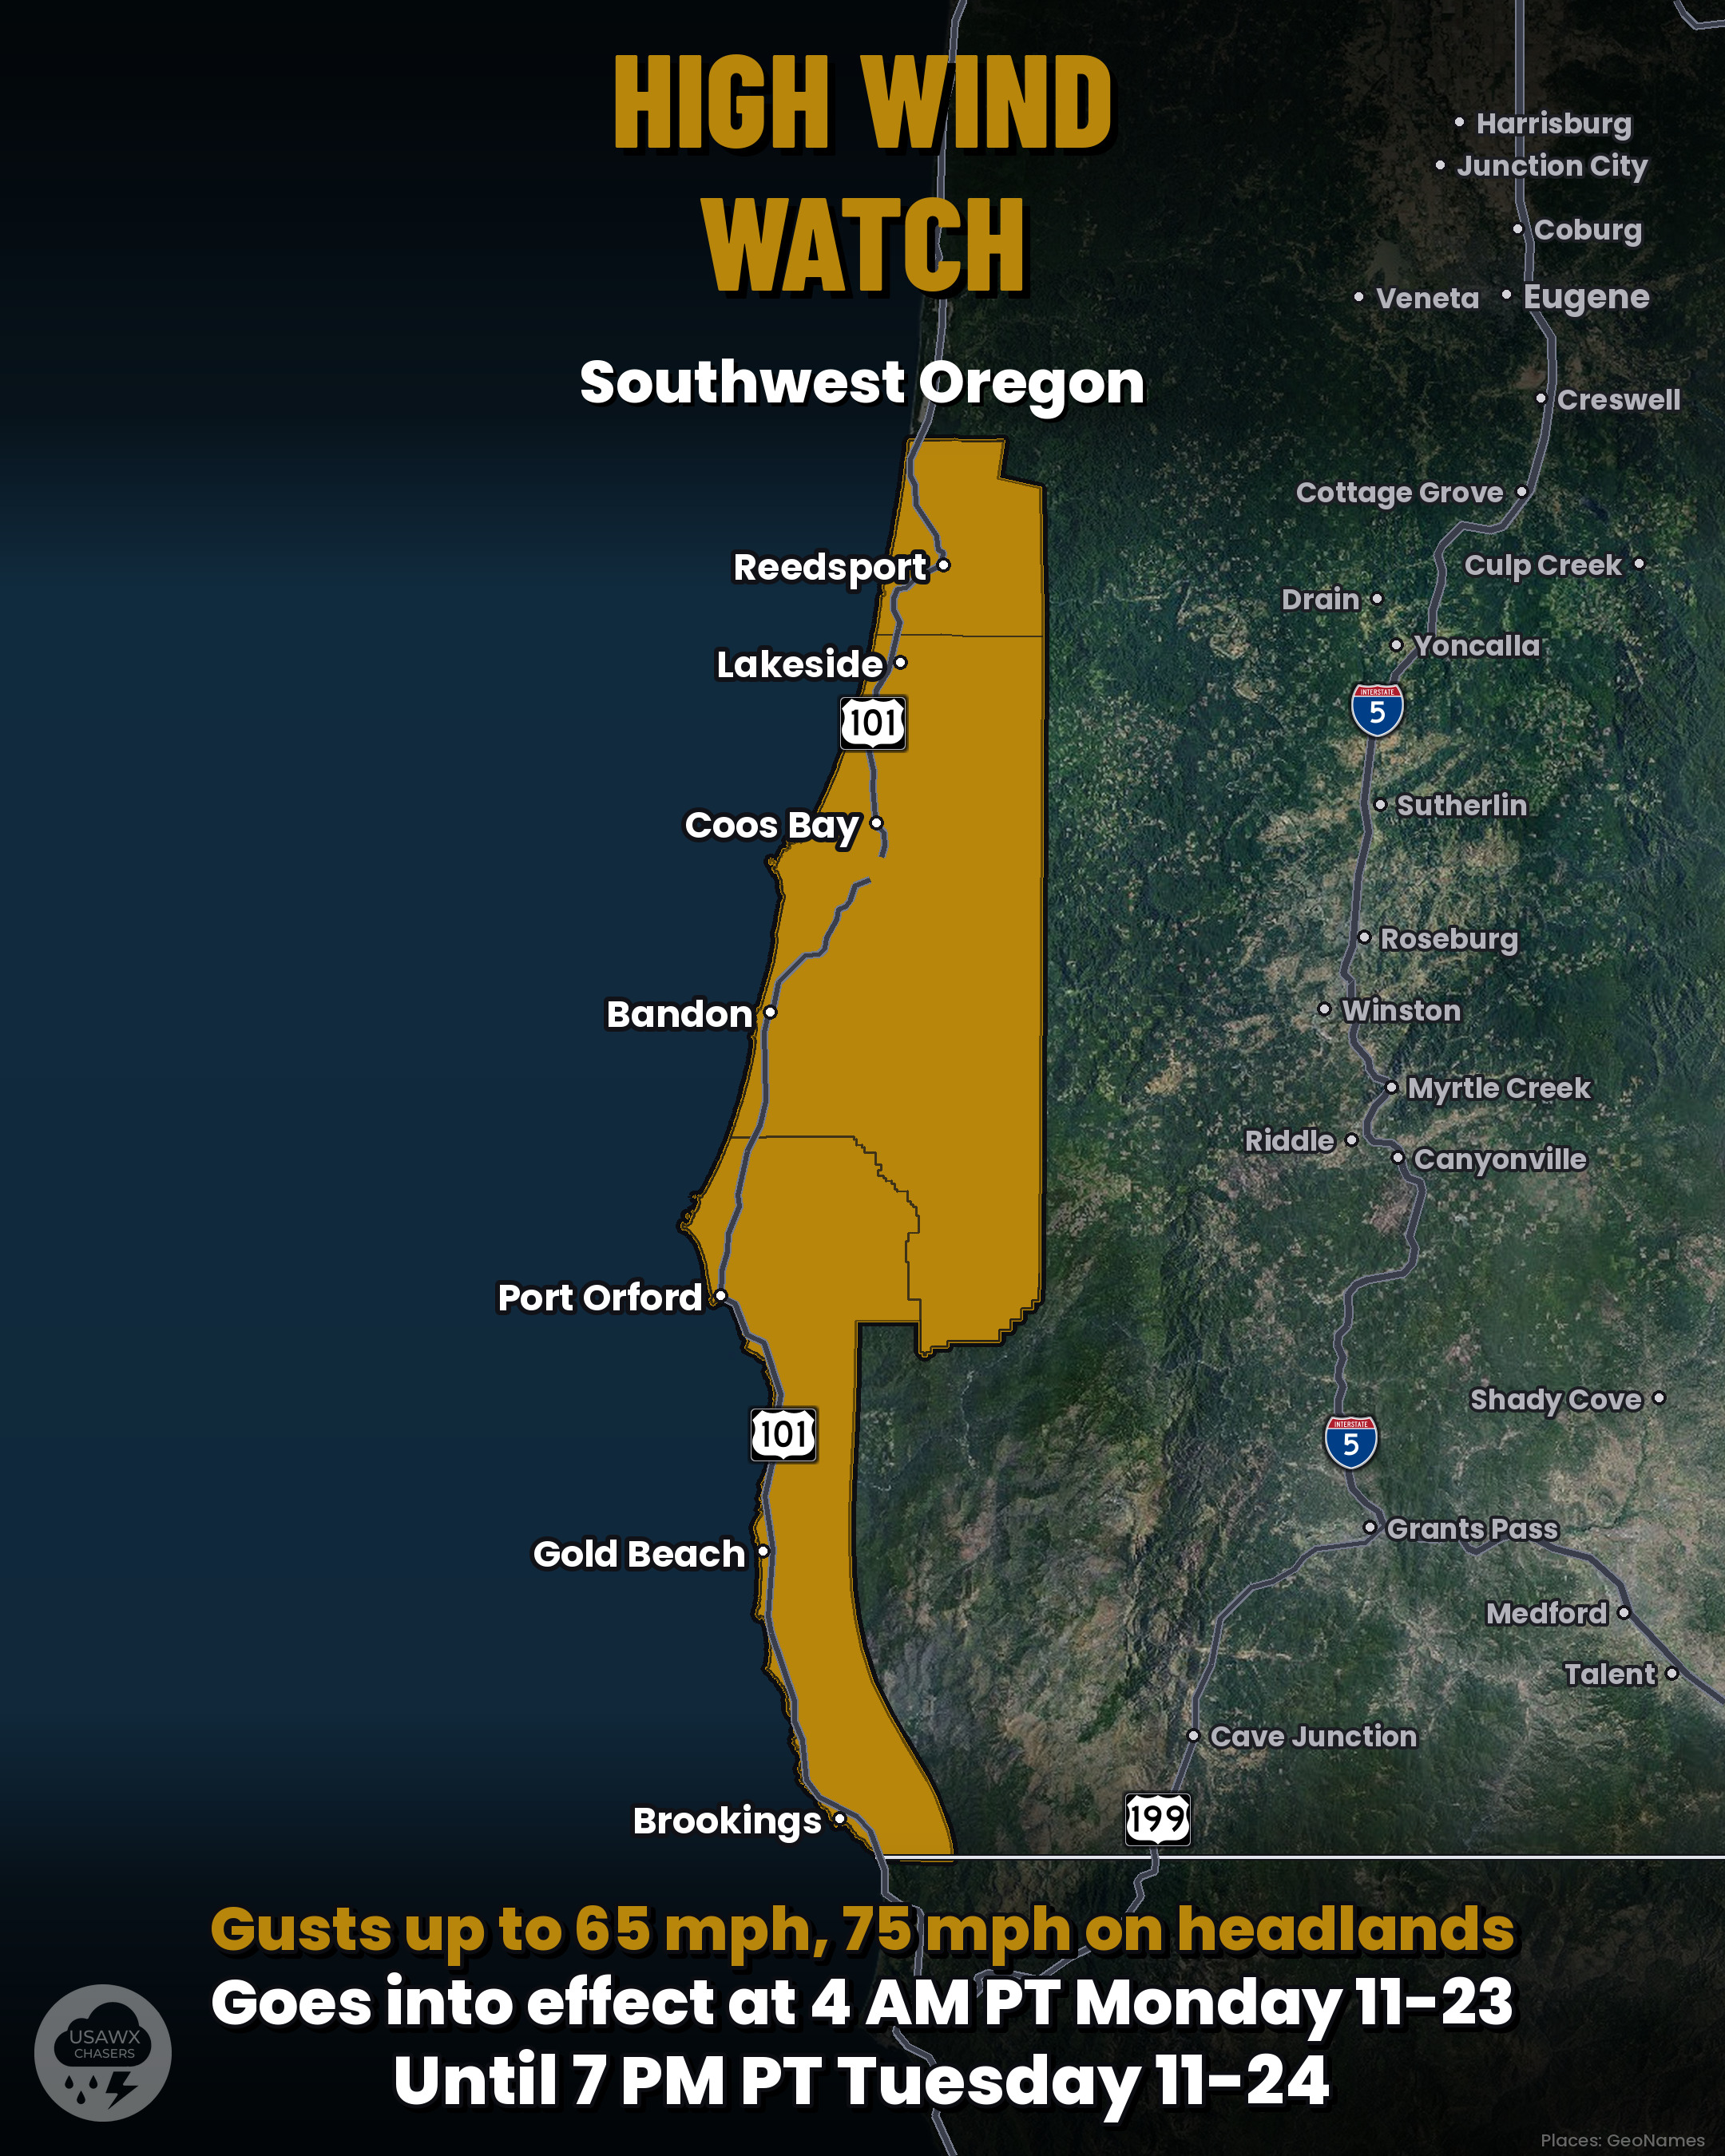 HIGH WIND
WATCH
Southwest Oregon
Harrisburg
Junction City
Coburg
Veneta
Eugene
Creswell
Cottage Grove
Culp Creek
Reedsport
Drain
Yoncalla
Lakeside
INTERSTATE
5
101
Sutherlin
Coos Bay
Roseburg
Bandon
Winston
Myrtle Creek
Riddle
Canyonville
Port Orford
Shady Cove
101
INTERSTATE
5
Grants Pass
Gold Beach
Medford
Talent
Cave Junction
Brookings
199
Gusts up to 65 mph, 75 mph on headlands
Goes into effect at 4 AM PT Monday 11-23
Until 7 PM PT Tuesday 11-24
USAWX
CHASERS
Places: GeoNames